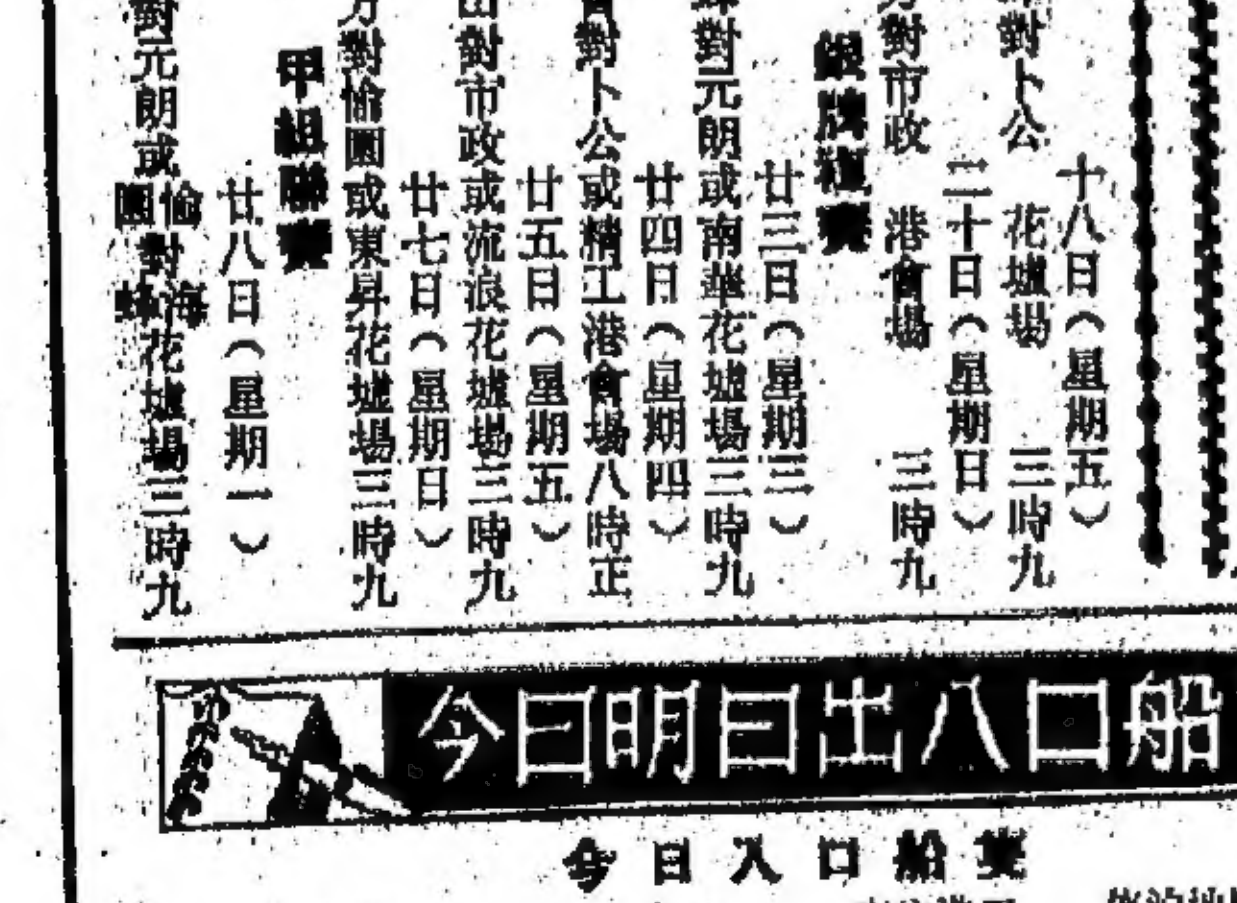 十八日（星期五）
對卜公 花墟場 三時九
二十日（星期日）
對市政 港會場 三時九
銀牌複賽
廿三日（星期三）
對元朗或南華花墟場三時九
廿四日（星期四）
對卜公或精工港會場八時正
廿五日（星期五）
對市政或流浪花墟場三時九
廿七日（星期日）
對愉園或東昇花墟場三時九
甲組聯賽
廿八日（星期一）
對元朗或愉園對海蜂花墟場三時九
今日明日出入口船
今日入口船隻